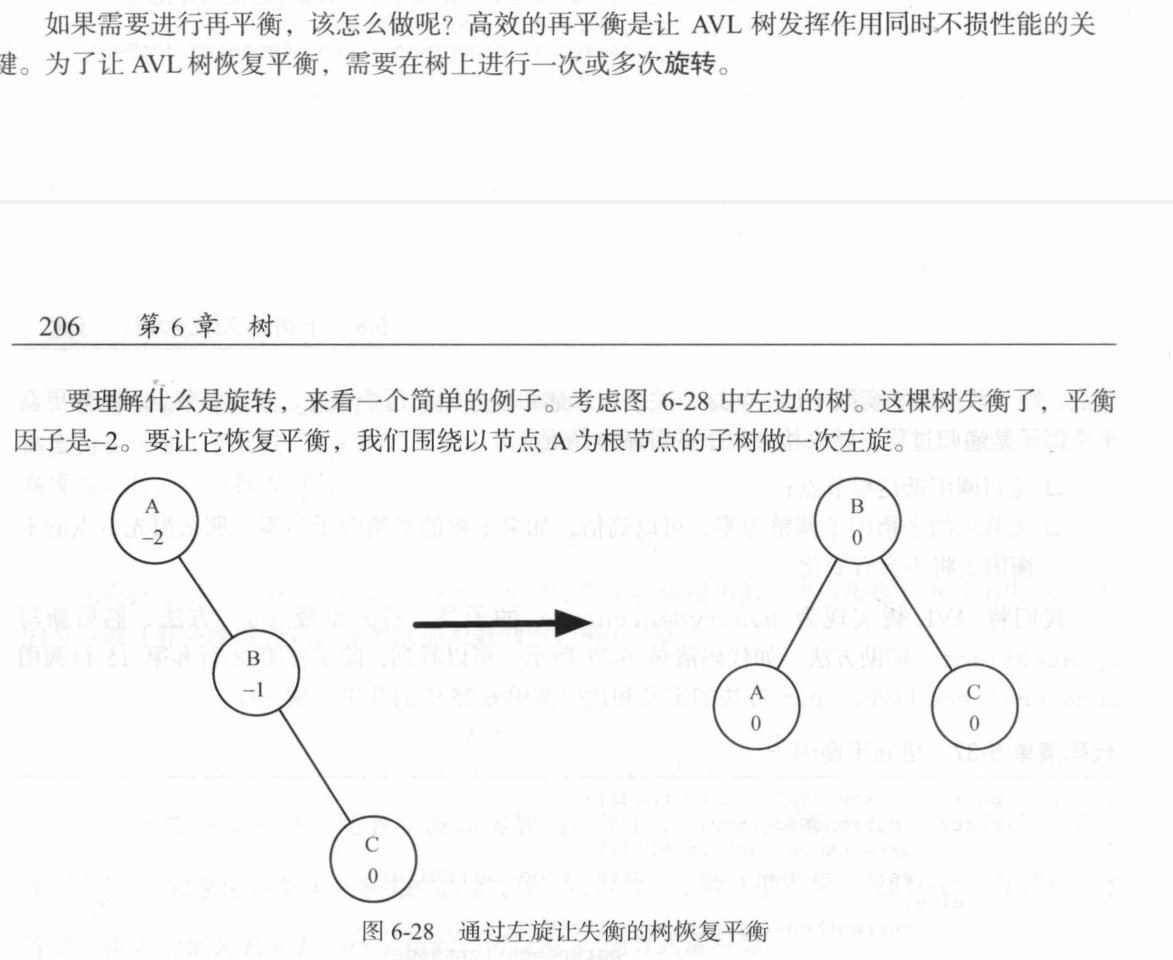 如果需要进行再平衡，该怎么做呢？高效的再平衡是让 AVL 树发挥作用同时不损性能的关
键。为了让 AVL 树恢复平衡，需要在树上进行一次或多次旋转。
206 第 6 章 树
要理解什么是旋转，来看一个简单的例子。考虑图 6-28 中左边的树。这棵树失衡了，平衡
因子是–2。要让它恢复平衡，我们围绕以节点 A 为根节点的子树做一次左旋。
A
–2
B
–1
C
0
B
0
A
0
C
0
图 6-28 通过左旋让失衡的树恢复平衡